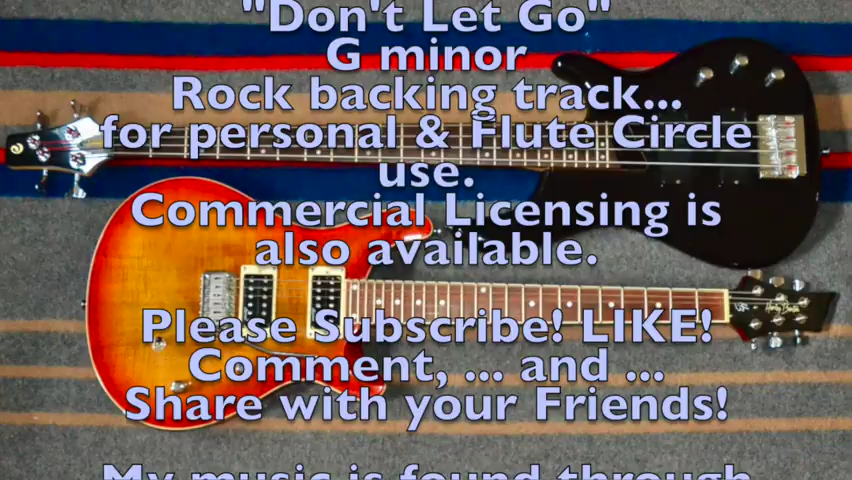 "Don't Let Go"
G minor
Rock backing track...
for personal & Flute Circle
use.
Commercial Licensing is
also available.
Please Subscribe! LIKE!
Comment, ... and ...
Share with your Friends!
My music is found through